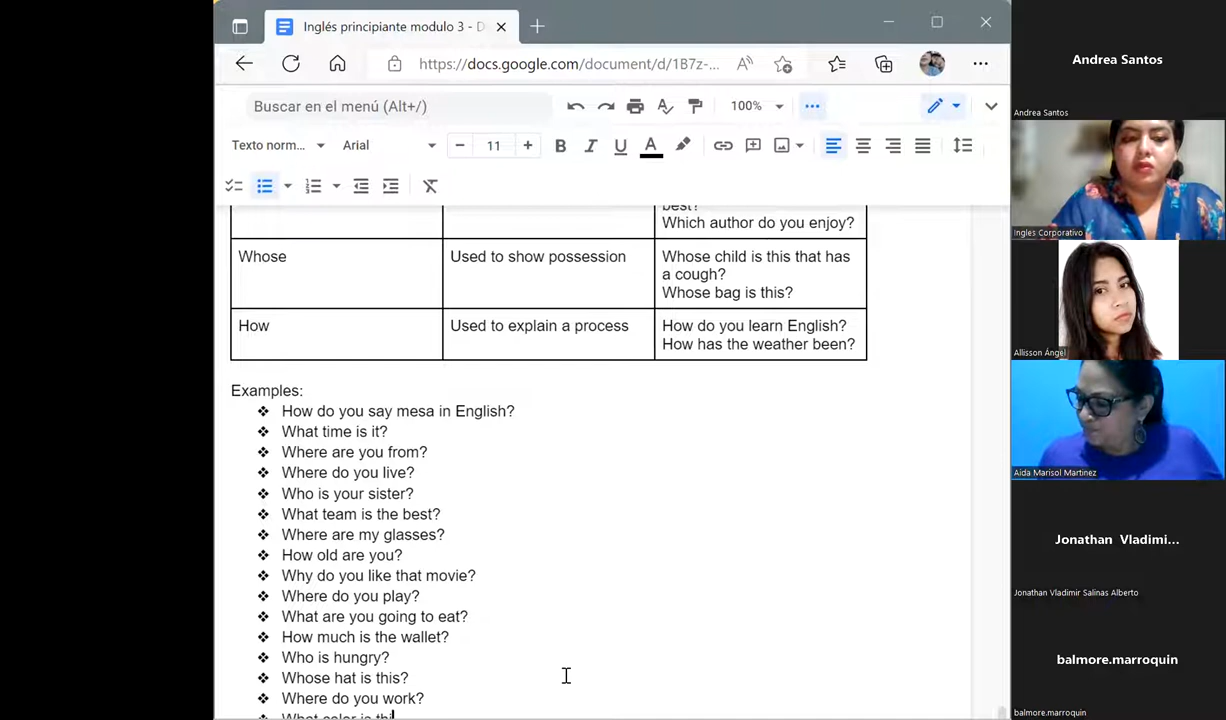 Inglés principiante modulo 3 - D
https://docs.google.com/document/d/1B7z-...
Buscar en el menú (Alt+/)
100%
Texto norm...
Arial
11
best?
Which author do you enjoy?
Whose
Used to show possession
Whose child is this that has
a cough?
Whose bag is this?
How
Used to explain a process
How do you learn English?
How has the weather been?
Examples:
❖ How do you say mesa in English?
❖ What time is it?
❖ Where are you from?
❖ Where do you live?
❖ Who is your sister?
❖ What team is the best?
❖ Where are my glasses?
❖ How old are you?
❖ Why do you like that movie?
❖ Where do you play?
❖ What are you going to eat?
❖ How much is the wallet?
❖ Who is hungry?
❖ Whose hat is this?
❖ Where do you work?
❖ What color is thi
Andrea Santos
Andrea Santos
Ingles Corporativo
Allisson Ángel
Aida Marisol Martinez
Jonathan Vladimi...
Jonathan Vladimir Salinas Alberto
balmore.marroquin
balmore.marroquin